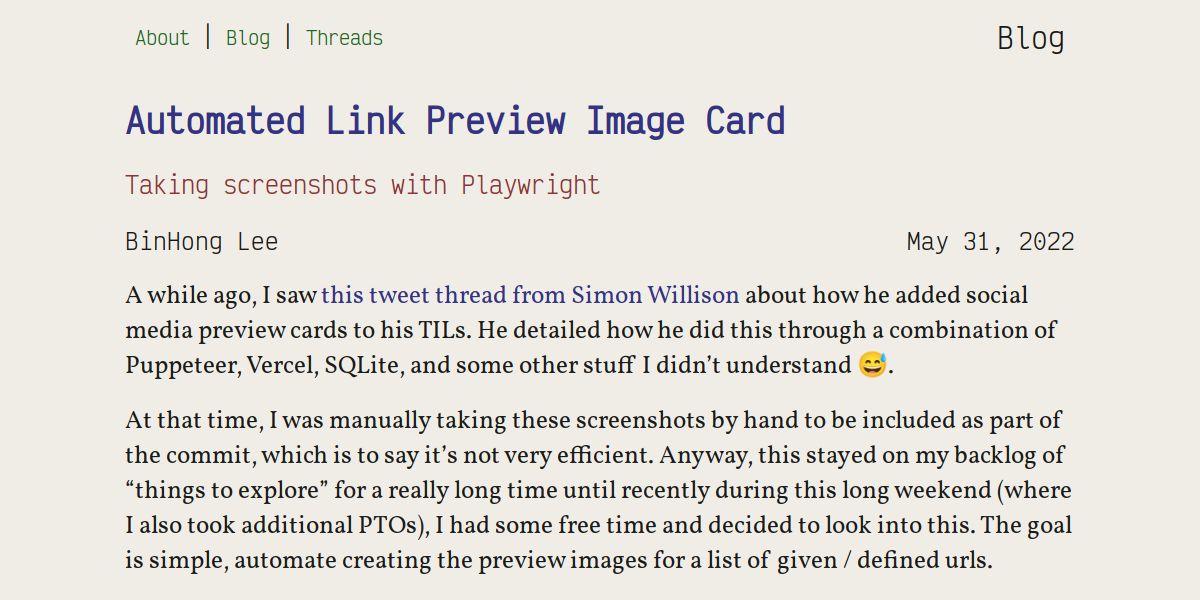 About | Blog | Threads
Blog
Automated Link Preview Image Card
Taking screenshots with Playwright
BinHong Lee
May 31, 2022
A while ago, I saw this tweet thread from Simon Willison about how he added social
media preview cards to his TILs. He detailed how he did this through a combination of
Puppeteer, Vercel, SQLite, and some other stuff I didn’t understand 😅.
At that time, I was manually taking these screenshots by hand to be included as part of
the commit, which is to say it’s not very efficient. Anyway, this stayed on my backlog of
“things to explore” for a really long time until recently during this long weekend (where
I also took additional PTOs), I had some free time and decided to look into this. The goal
is simple, automate creating the preview images for a list of given / defined urls.